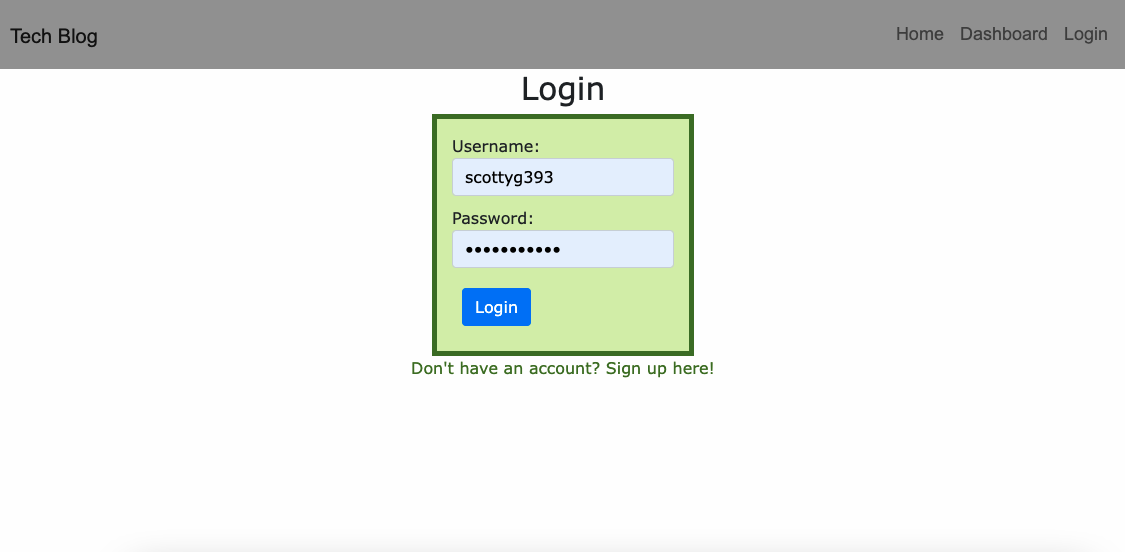 Tech Blog
Home Dashboard Login
Login
Username:
scottyg393
Password:
•••••••••••
Login
Don't have an account? Sign up here!